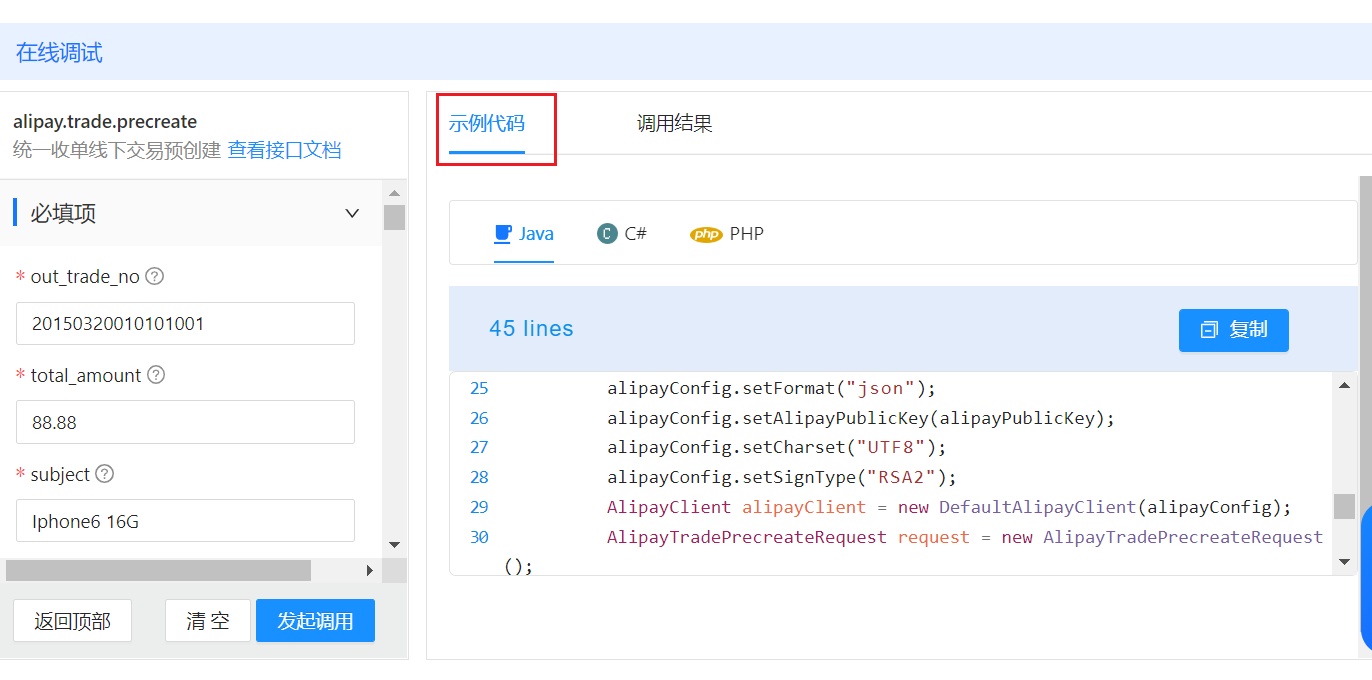 在线调试
alipay.trade.precreate
统一收单线下交易预创建 查看接口文档
必填项
* out_trade_no ?
20150320010101001
* total_amount ?
88.88
* subject ?
Iphone6 16G
返回顶部
清 空
发起调用
示例代码
调用结果
Java
C C#
php PHP
45 lines
复制
25 alipayConfig.setFormat("json");
26 alipayConfig.setAlipayPublicKey(alipayPublicKey);
27 alipayConfig.setCharset("UTF8");
28 alipayConfig.setSignType("RSA2");
29 AlipayClient alipayClient = new DefaultAlipayClient(alipayConfig);
30 AlipayTradePrecreateRequest request = new AlipayTradePrecreateRequest
();